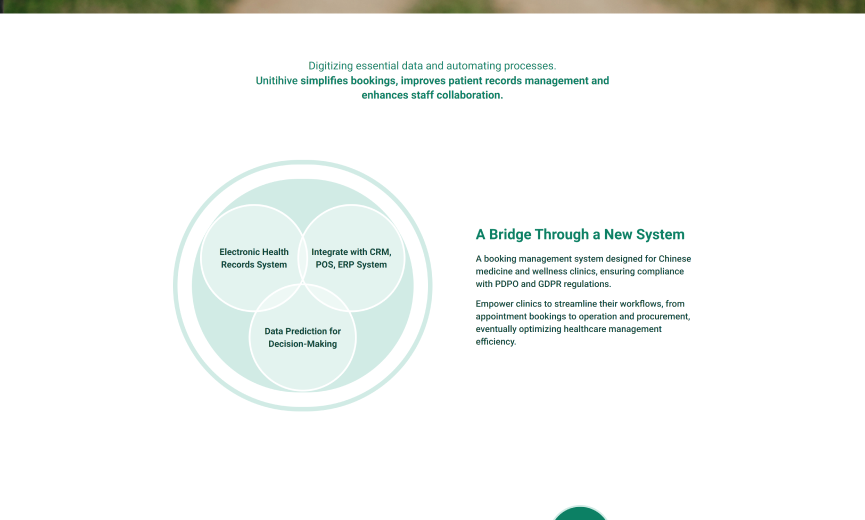 Digitizing essential data and automating processes.
Unitihive simplifies bookings, improves patient records management and
enhances staff collaboration.
Electronic Health
Records System
Integrate with CRM,
POS, ERP System
Data Prediction for
Decision-Making
A Bridge Through a New System
A booking management system designed for Chinese
medicine and wellness clinics, ensuring compliance
with PDPO and GDPR regulations.
Empower clinics to streamline their workflows, from
appointment bookings to operation and procurement,
eventually optimizing healthcare management
efficiency.